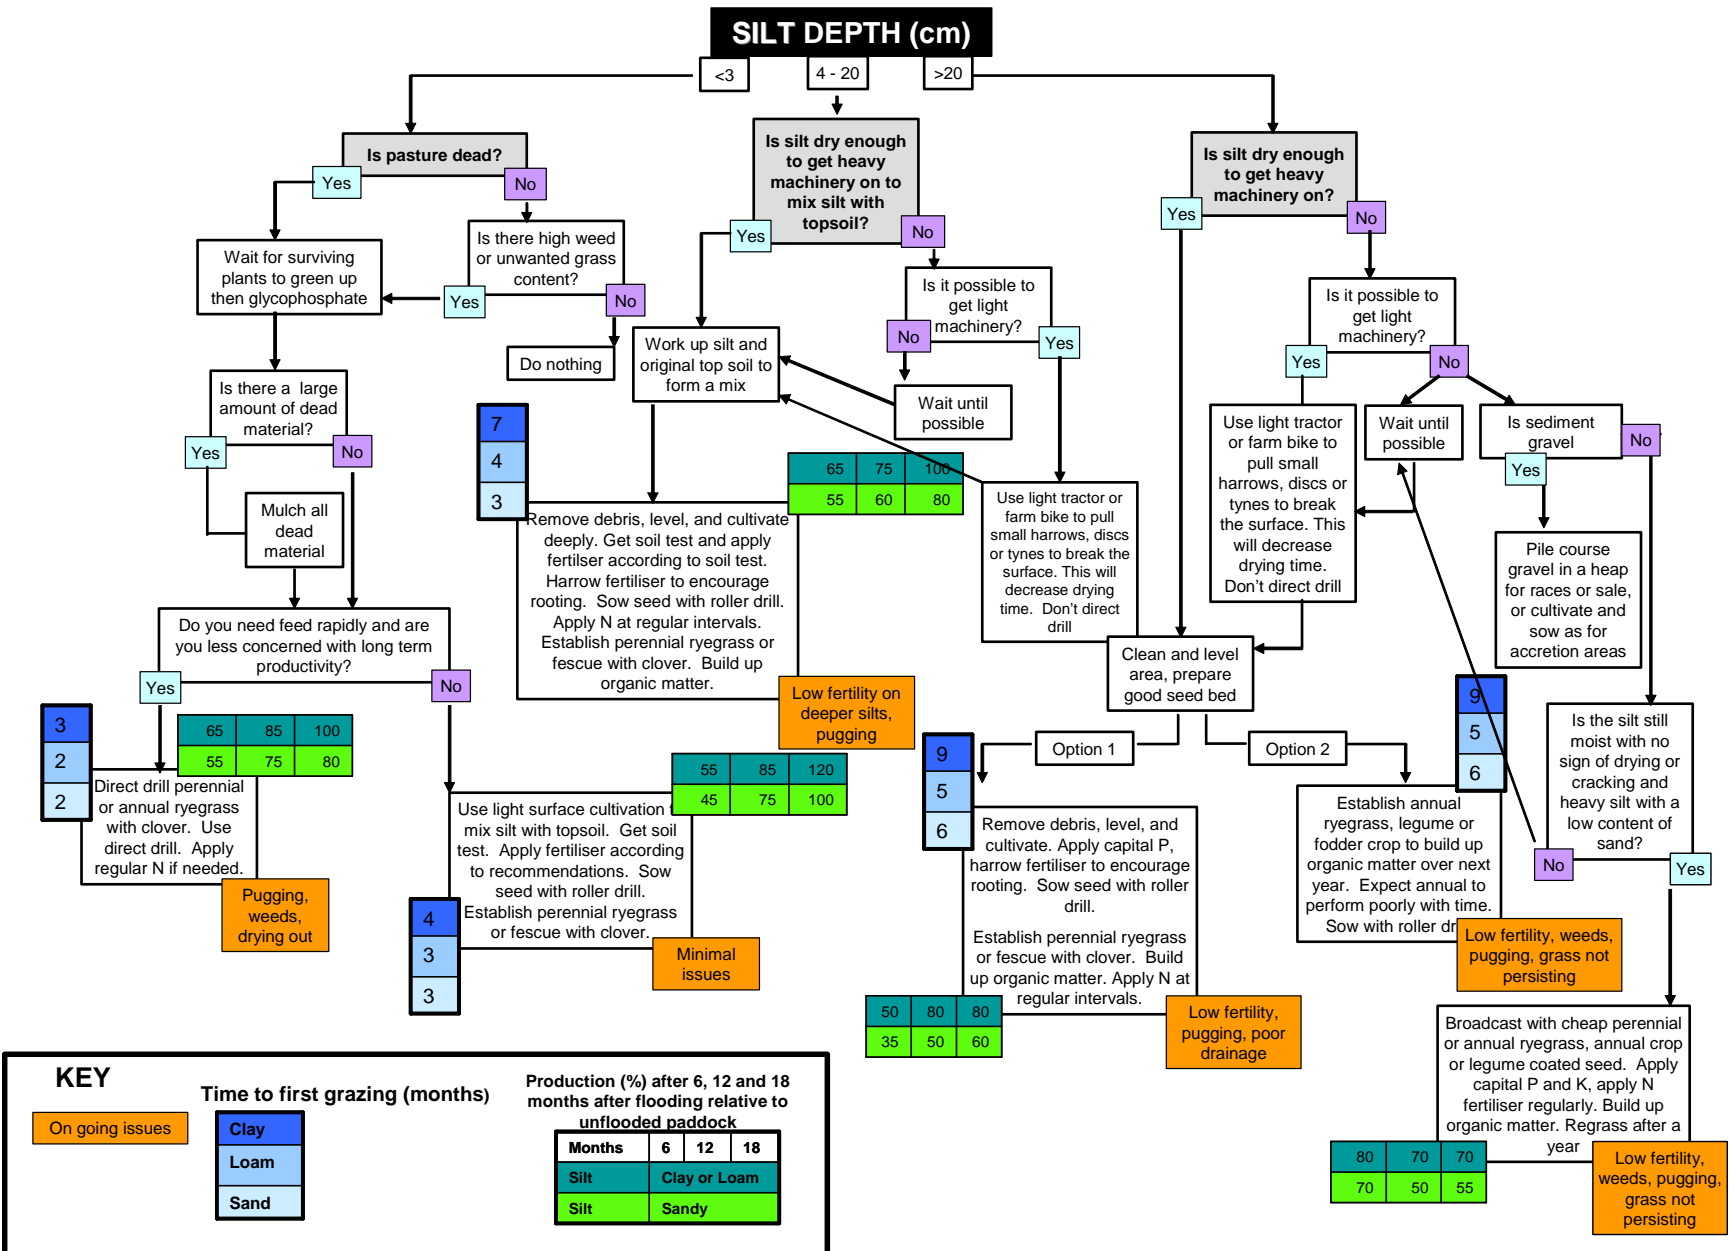 SILT DEPTH (cm)
<3
4 - 20
>20
Is pasture dead?
Yes
No
Wait for surviving
plants to green up
then glycophosphate
Is there high weed
or unwanted grass
content?
Yes
No
Do nothing
Is there a large
amount of dead
material?
Yes
No
Mulch all
dead
material
Do you need feed rapidly and are
you less concerned with long term
productivity?
Yes
No
3
2
2
65 85 100
55 75 80
Direct drill perennial
or annual ryegrass
with clover. Use
direct drill. Apply
regular N if needed.
Pugging,
weeds,
drying out
55 85 120
45 75 100
Use light surface cultivation
mix silt with topsoil. Get soil
test. Apply fertiliser according
to recommendations. Sow
seed with roller drill.
Establish perennial ryegrass
or fescue with clover.
4
3
3
Minimal
issues
Is silt dry enough
to get heavy
machinery on to
mix silt with
topsoil?
Yes
No
Is it possible to
get light
machinery?
No
Yes
Work up silt and
original top soil to
form a mix
Wait until
possible
7
4
3
65 75 100
55 60 80
Remove debris, level, and cultivate
deeply. Get soil test and apply
fertilser according to soil test.
Harrow fertiliser to encourage
rooting. Sow seed with roller drill.
Apply N at regular intervals.
Establish perennial ryegrass or
fescue with clover. Build up
organic matter.
Low fertility on
deeper silts,
pugging
Use light tractor or
farm bike to pull
small harrows, discs
or tynes to break the
surface. This will
decrease drying
time. Don't direct
drill
Is silt dry enough
to get heavy
machinery on?
Yes
No
Is it possible to
get light
machinery?
Yes
No
Use light tractor
or farm bike to
pull small
harrows, discs or
tynes to break
the surface. This
will decrease
drying time.
Don't direct drill
Wait until
possible
Is sediment
gravel
No
Yes
Pile course
gravel in a heap
for races or sale,
or cultivate and
sow as for
accretion areas
Clean and level
area, prepare
good seed bed
Option 1
Option 2
9
5
6
Remove debris, level, and
cultivate. Apply capital P,
harrow fertiliser to encourage
rooting. Sow seed with roller
drill.
Establish perennial ryegrass
or fescue with clover. Build
up organic matter. Apply N at
regular intervals.
50 80 80
35 50 60
Low fertility,
pugging, poor
drainage
9
5
6
Establish annual
ryegrass, legume or
fodder crop to build up
organic matter over next
year. Expect annual to
perform poorly with time.
Sow with roller
Low fertility, weeds,
pugging, grass not
persisting
Is the silt still
moist with no
sign of drying or
cracking and
heavy silt with a
low content of
sand?
No
Yes
Broadcast with cheap perennial
or annual ryegrass, annual crop
or legume coated seed. Apply
capital P and K, apply N
fertiliser regularly. Build up
organic matter. Regrass after a
year
80 70 70
70 50 55
Low fertility,
weeds, pugging,
grass not
persisting
KEY
On going issues
Time to first grazing (months)
Clay
Loam
Sand
Production (%) after 6, 12 and 18
months after flooding relative to
unflooded paddock
Months 6 12 18
Silt Clay or Loam
Silt Sandy